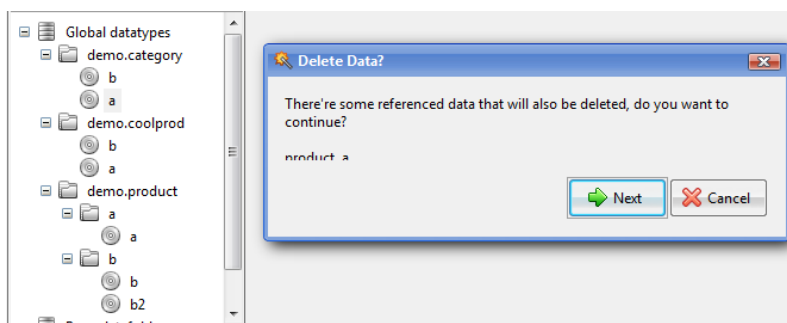 Global datatypes
demo.category
b
a
demo.coolprod
b
a
demo.product
a
a
b
b
b2
Delete Data?
There're some referenced data that will also be deleted, do you want to
continue?
product a
Next
Cancel